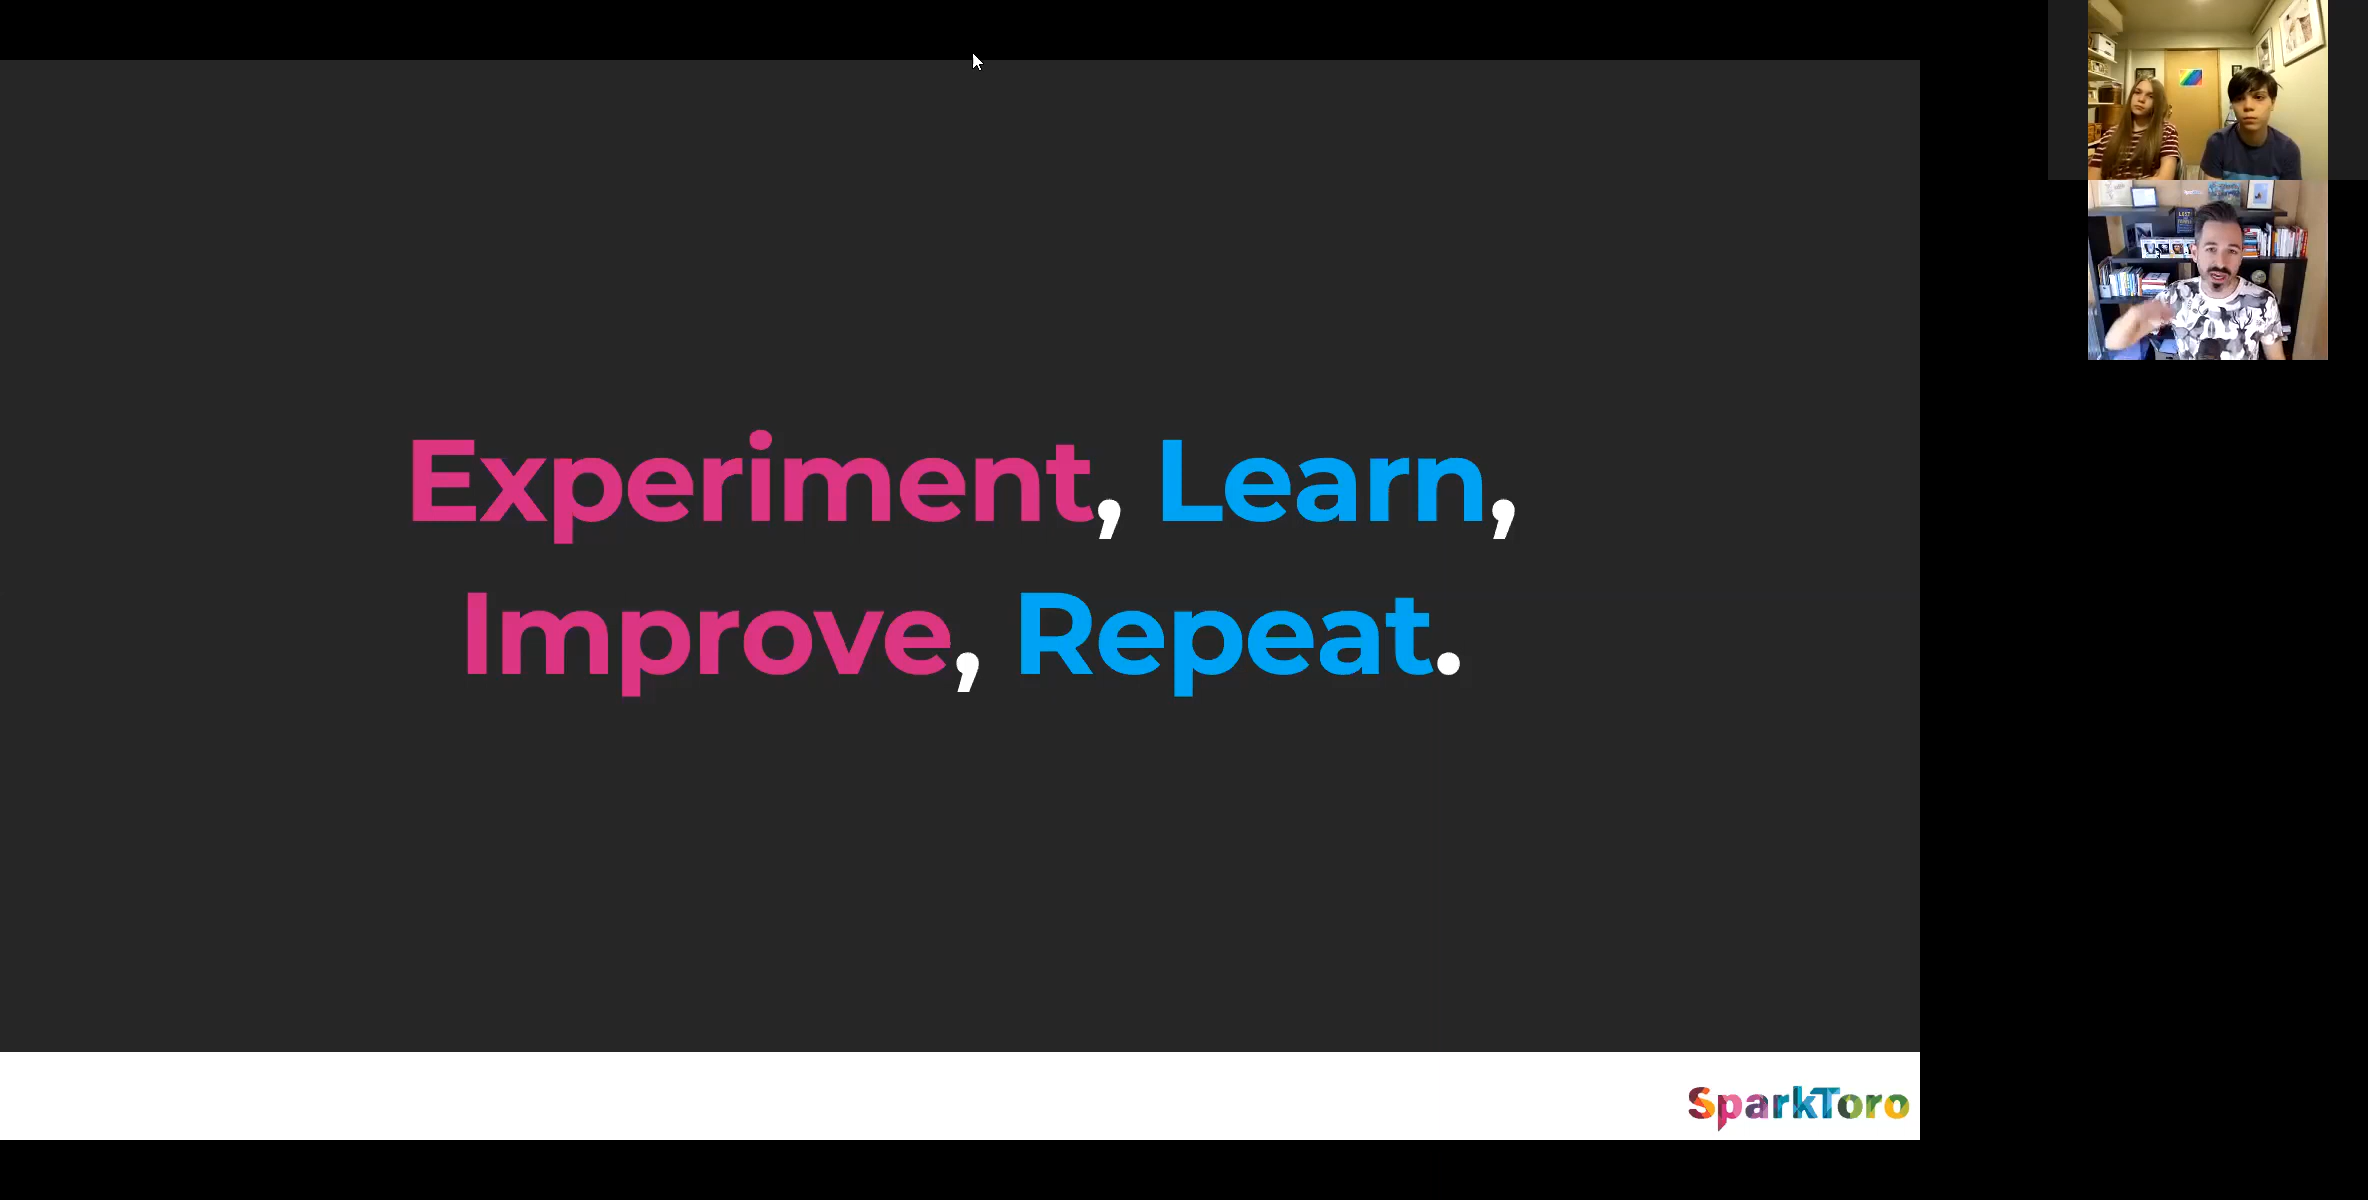 Experiment, Learn,
Improve, Repeat.
SparkToro